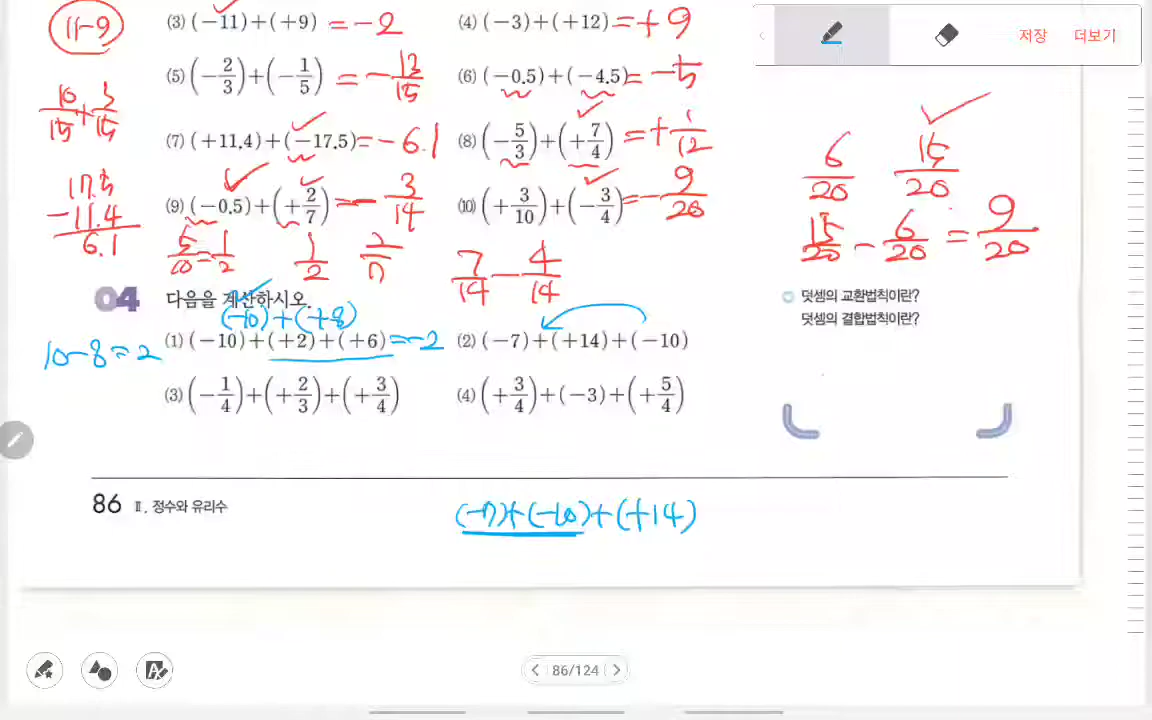 저장 더보기
11-9
(3) (-11)+(+9) = -2
(4) (-3)+(+12) = +9
(5) (-2/3)+(-1/5) = -13/15
(6) (-0.5)+(-4.5) = -5
10/15 + 3/15
(7) (+11.4)+(-17.5) = -6.1
(8) (-5/3)+(+7/4) = +1/12
6/20 15/20
17.5
-11.4
6.1
(9) (-0.5)+(+2/7) = -3/14
(10) (+3/10)+(-3/4) = -9/20
15/20 - 6/20 = 9/20
5/10 = 1/2 1/2 2/7
7/14 - 4/14
04 다음을 계산하시오.
(-10)+(+8)
(1) (-10)+(+2)+(+6) = -2
10-8=2
(2) (-7)+(+14)+(-10)
(3) (-1/4)+(+2/3)+(+3/4)
(4) (+3/4)+(-3)+(+5/4)
덧셈의 교환법칙이란?
덧셈의 결합법칙이란?
86 Ⅱ. 정수와 유리수
(-7)+(-10)+(+14)
86/124